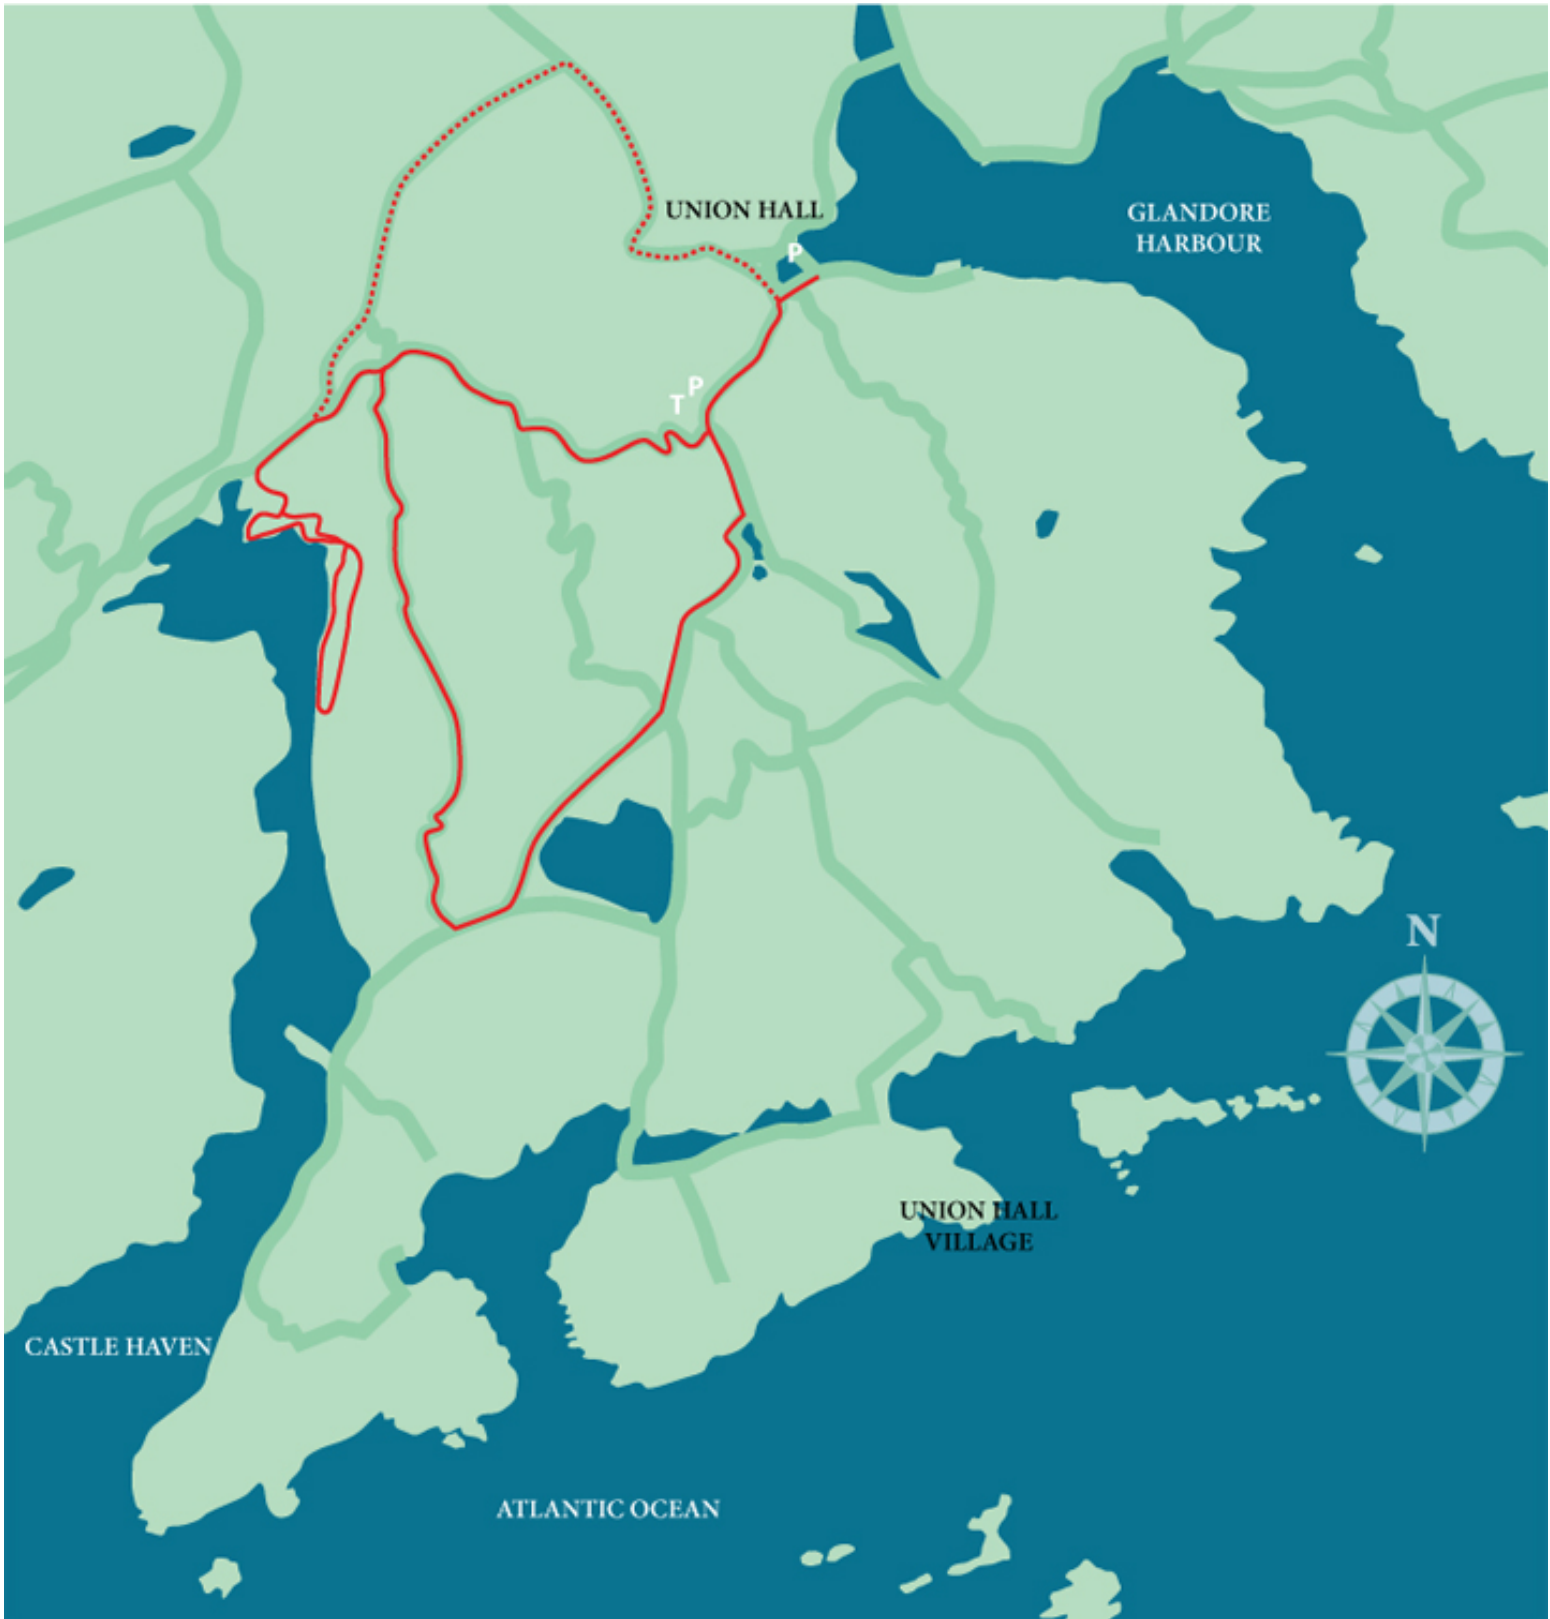 UNION HALL
GLANDORE
HARBOUR
P
P
T
N
UNION HALL
VILLAGE
CASTLE HAVEN
ATLANTIC OCEAN